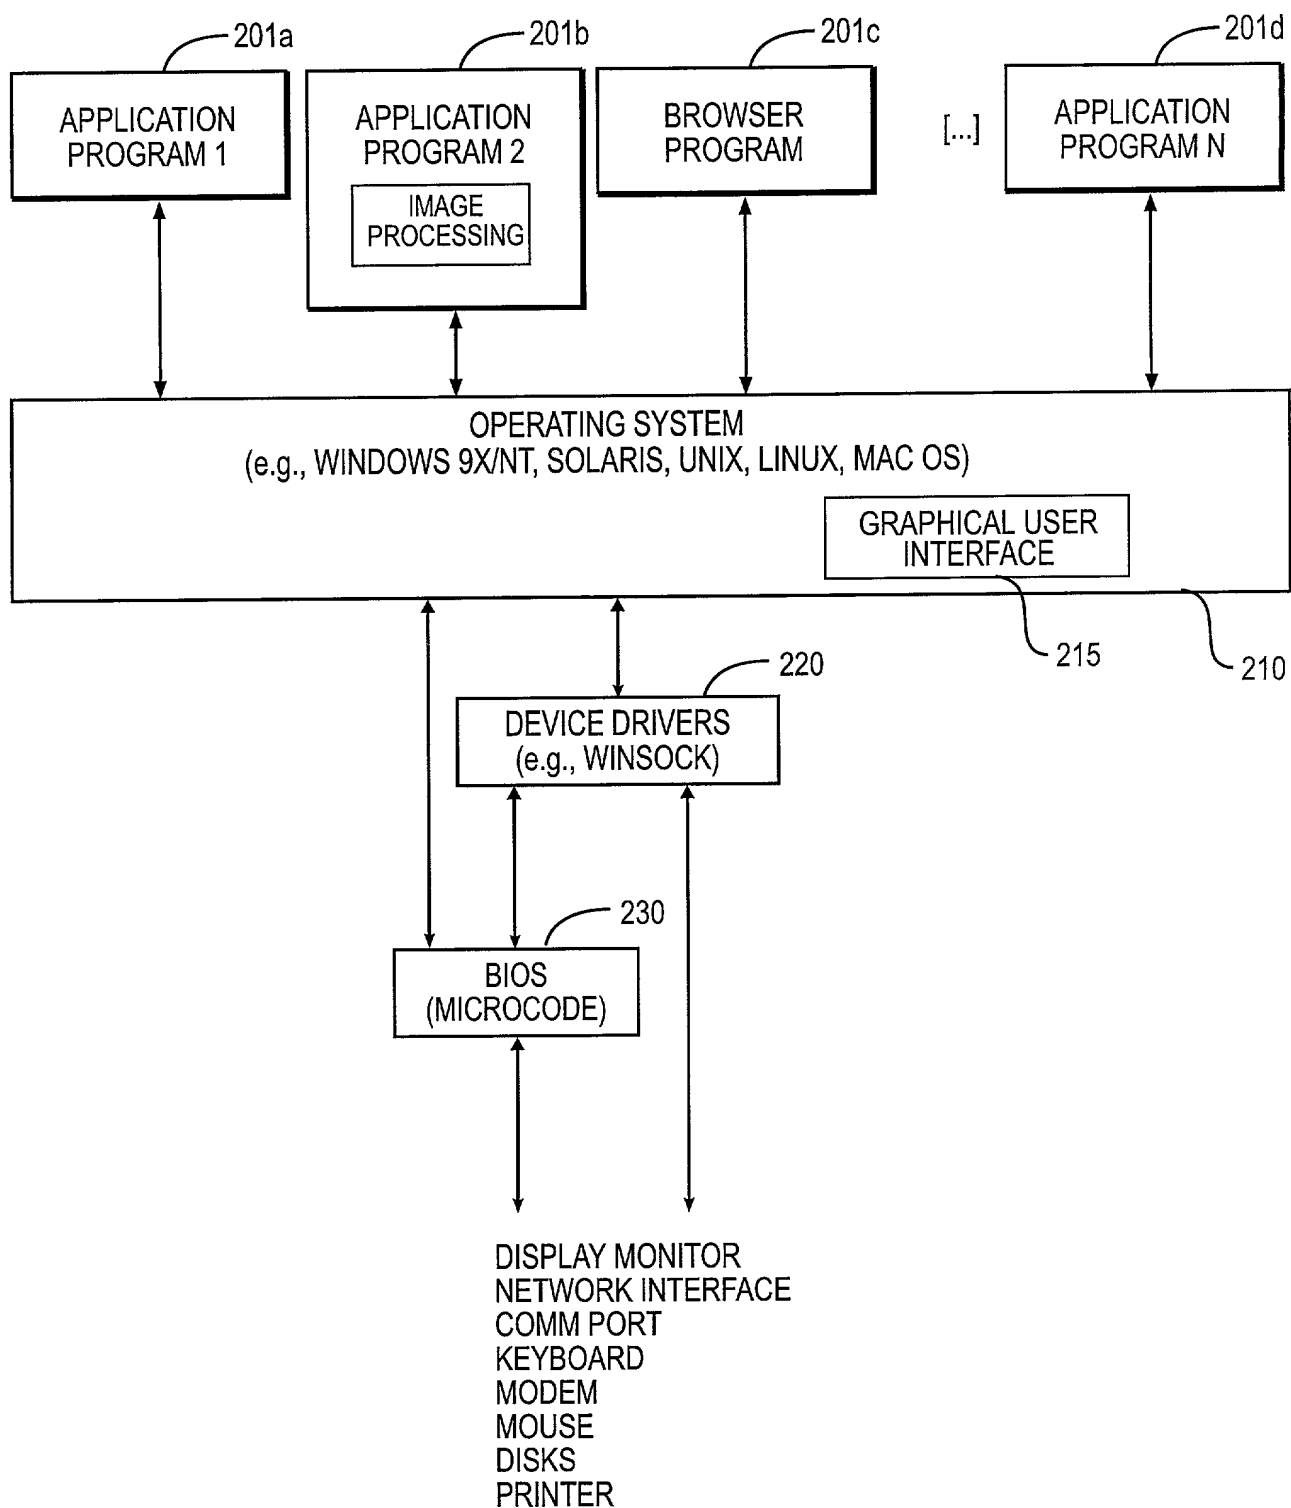 201a
201b
201c
201d
APPLICATION
PROGRAM 1
APPLICATION
PROGRAM 2
IMAGE
PROCESSING
BROWSER
PROGRAM
[...]
APPLICATION
PROGRAM N
OPERATING SYSTEM
(e.g., WINDOWS 9X/NT, SOLARIS, UNIX, LINUX, MAC OS)
GRAPHICAL USER
INTERFACE
215
210
220
DEVICE DRIVERS
(e.g., WINSOCK)
230
BIOS
(MICROCODE)
DISPLAY MONITOR
NETWORK INTERFACE
COMM PORT
KEYBOARD
MODEM
MOUSE
DISKS
PRINTER